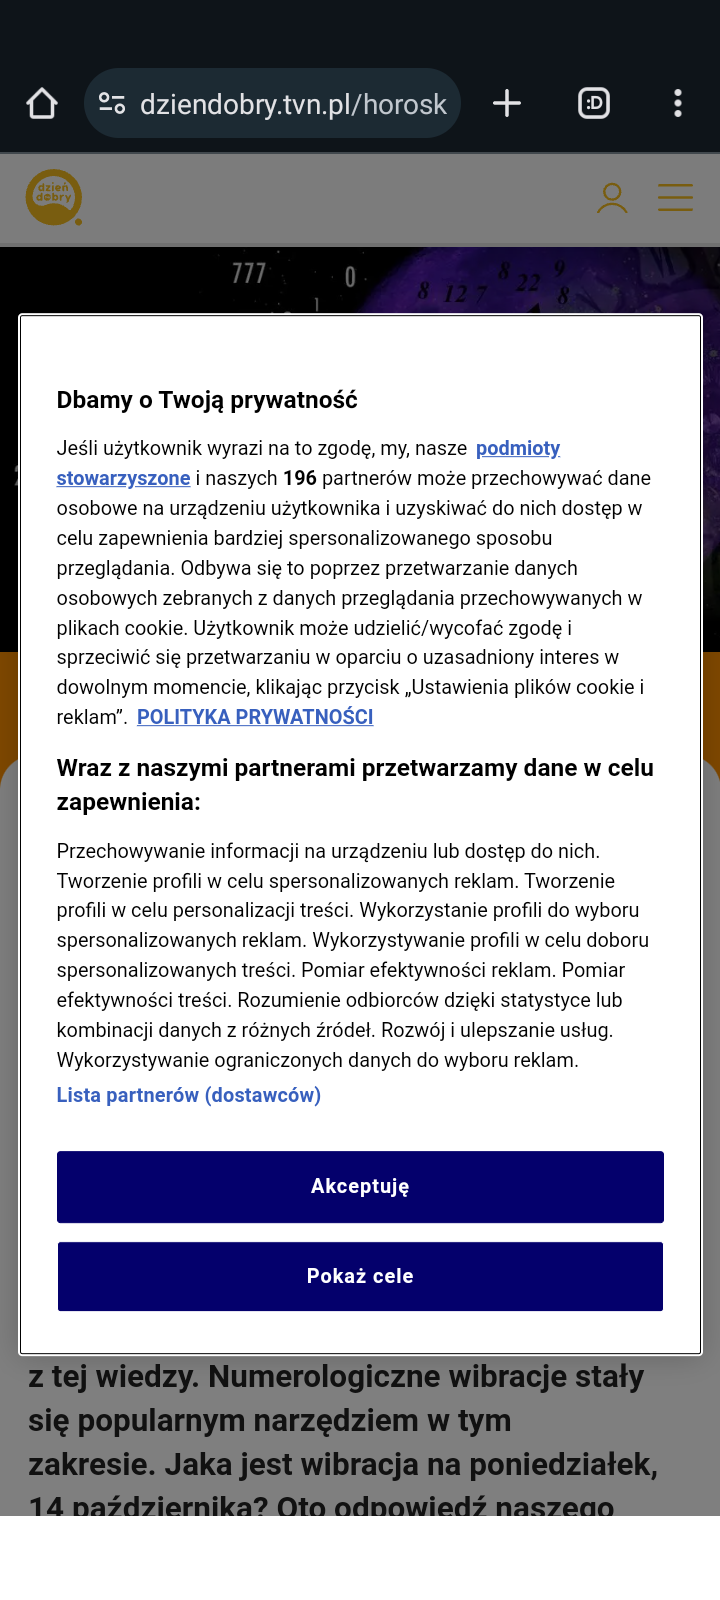 dziendobry.tvn.pl/horosk
:D
dzień
dobry
777
0
8
9
8 12 7
22
8
1
Dbamy o Twoją prywatność
Jeśli użytkownik wyrazi na to zgodę, my, nasze podmioty
stowarzyszone i naszych 196 partnerów może przechowywać dane
osobowe na urządzeniu użytkownika i uzyskiwać do nich dostęp w
celu zapewnienia bardziej spersonalizowanego sposobu
przeglądania. Odbywa się to poprzez przetwarzanie danych
osobowych zebranych z danych przeglądania przechowywanych w
plikach cookie. Użytkownik może udzielić/wycofać zgodę i
sprzeciwić się przetwarzaniu w oparciu o uzasadniony interes w
dowolnym momencie, klikając przycisk „Ustawienia plików cookie i
reklam”. POLITYKA PRYWATNOŚCI
Wraz z naszymi partnerami przetwarzamy dane w celu
zapewnienia:
Przechowywanie informacji na urządzeniu lub dostęp do nich.
Tworzenie profili w celu spersonalizowanych reklam. Tworzenie
profili w celu personalizacji treści. Wykorzystanie profili do wyboru
spersonalizowanych reklam. Wykorzystywanie profili w celu doboru
spersonalizowanych treści. Pomiar efektywności reklam. Pomiar
efektywności treści. Rozumienie odbiorców dzięki statystyce lub
kombinacji danych z różnych źródeł. Rozwój i ulepszanie usług.
Wykorzystywanie ograniczonych danych do wyboru reklam.
Lista partnerów (dostawców)
Akceptuję
Pokaż cele
z tej wiedzy. Numerologiczne wibracje stały
się popularnym narzędziem w tym
zakresie. Jaka jest wibracja na poniedziałek,
14 października? Oto odpowiedź naszego